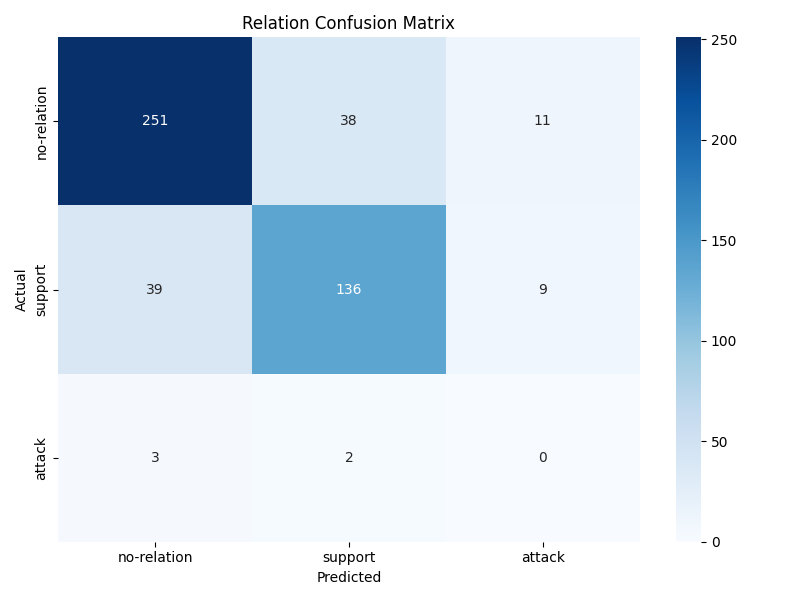 Relation Confusion Matrix
250
no-relation
251
38
11
200
150
Actual
support
39
136
9
100
50
attack
3
2
0
0
no-relation
support
attack
Predicted